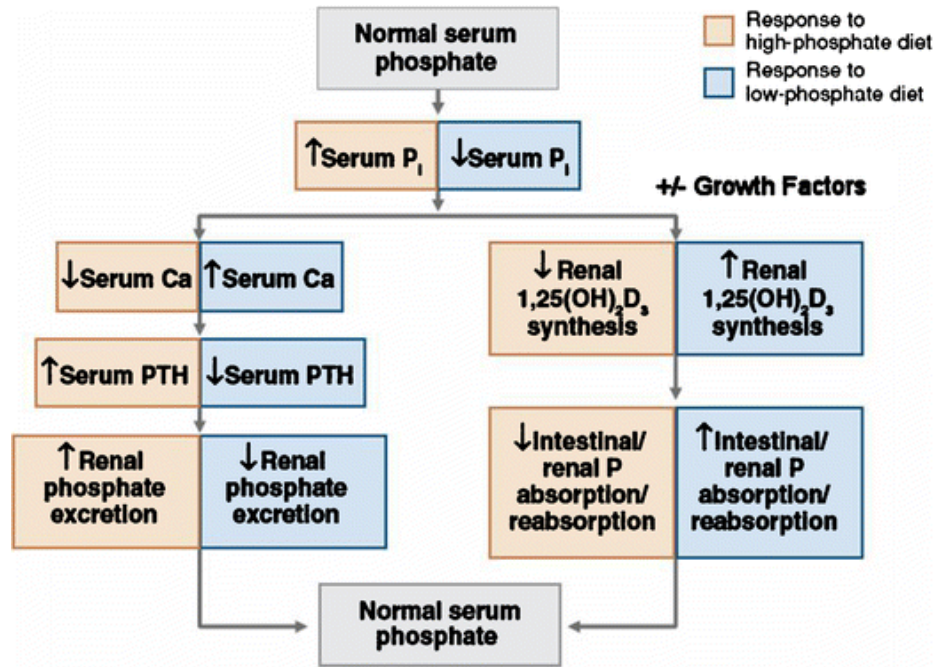 Normal serum
phosphate
Response to
high-phosphate diet
Response to
low-phosphate diet
↑Serum Pᵢ
↓Serum Pᵢ
+/- Growth Factors
↓Serum Ca
↑Serum Ca
↓Renal
1,25(OH)₂D₃
synthesis
↑Renal
1,25(OH)₂D₃
synthesis
↑Serum PTH
↓Serum PTH
↑Renal
phosphate
excretion
↓Renal
phosphate
excretion
↓Intestinal/
renal P
absorption/
reabsorption
↑Intestinal/
renal P
absorption/
reabsorption
Normal serum
phosphate